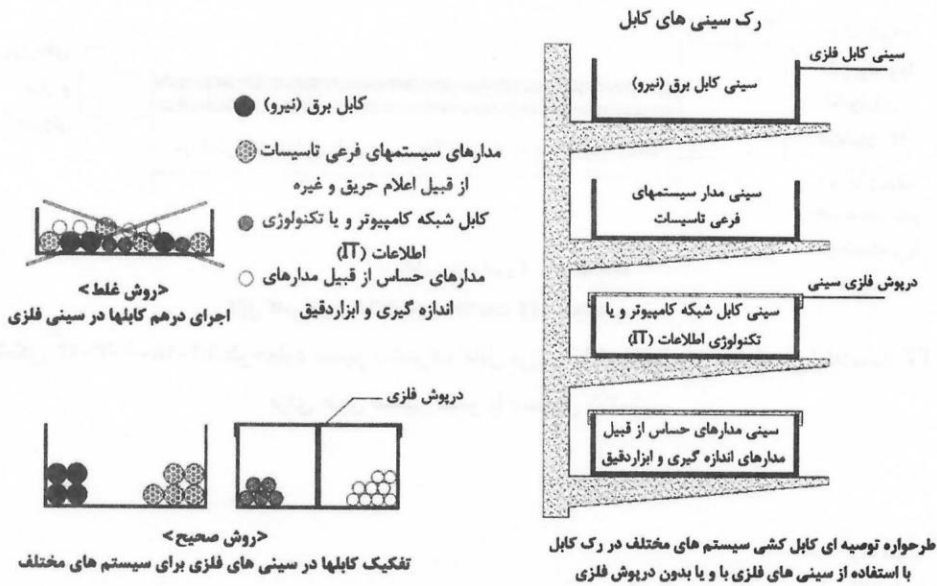 رک سینی های کابل
سینی کابل فلزی
سینی کابل برق (نیرو)
سینی مدار سیستمهای
فرعی تاسیسات
درپوش فلزی سینی
سینی کابل شبکه کامپیوتر و یا
تکنولوژی اطلاعات (IT)
سینی مدارهای حساس از قبیل
مدارهای اندازه گیری و ابزاردقیق
طرحواره توصیه ای کابل کشی سیستم های مختلف در رک کابل
با استفاده از سینی های فلزی با و یا بدون درپوش فلزی
کابل برق (نیرو)
مدارهای سیستمهای فرعی تاسیسات
از قبیل اعلام حریق و غیره
کابل شبکه کامپیوتر و یا تکنولوژی
اطلاعات (IT)
مدارهای حساس از قبیل مدارهای
اندازه گیری و ابزاردقیق
<روش غلط>
اجرای درهم کابلها در سینی فلزی
درپوش فلزی
<روش صحیح>
تفکیک کابلها در سینی های فلزی برای سیستم های مختلف